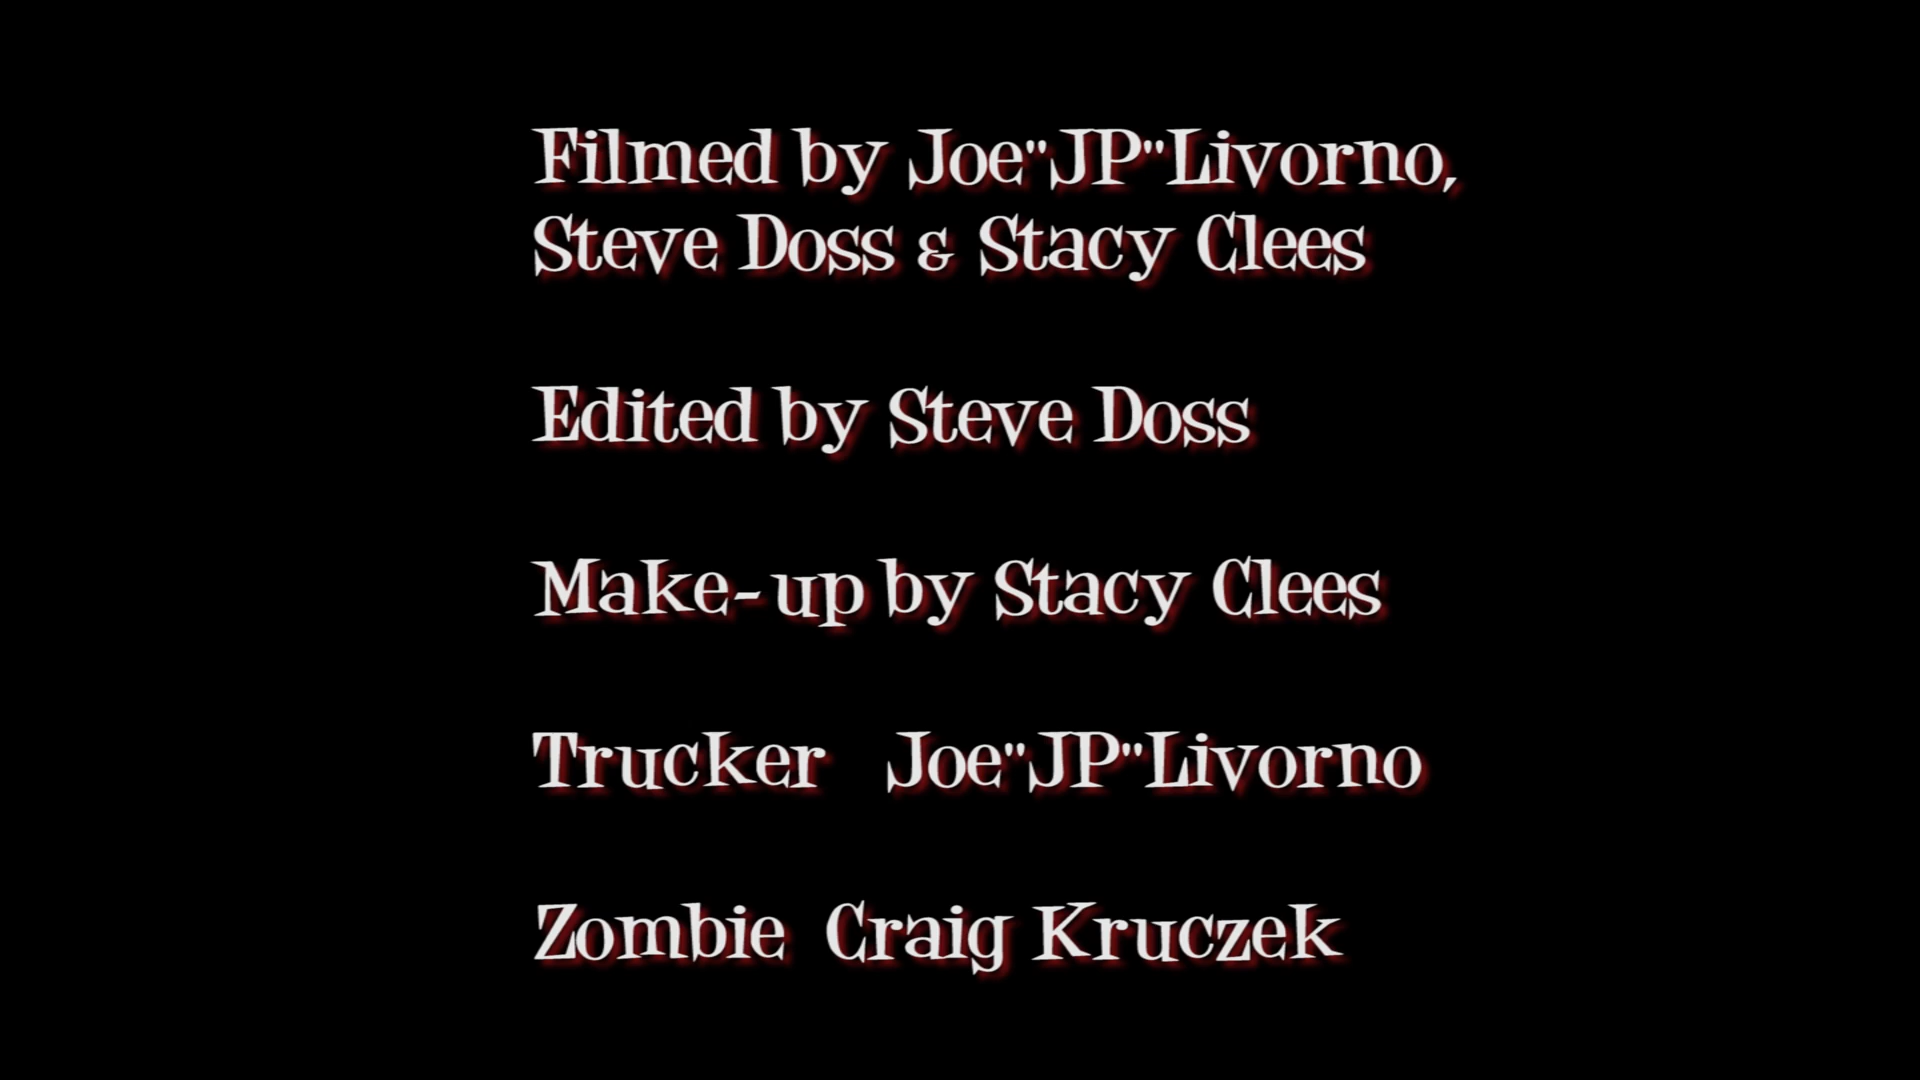 Filmed by Joe"JP"Livorno,
Steve Doss & Stacy Clees
Edited by Steve Doss
Make-up by Stacy Clees
Trucker Joe"JP"Livorno
Zombie Craig Kruczek